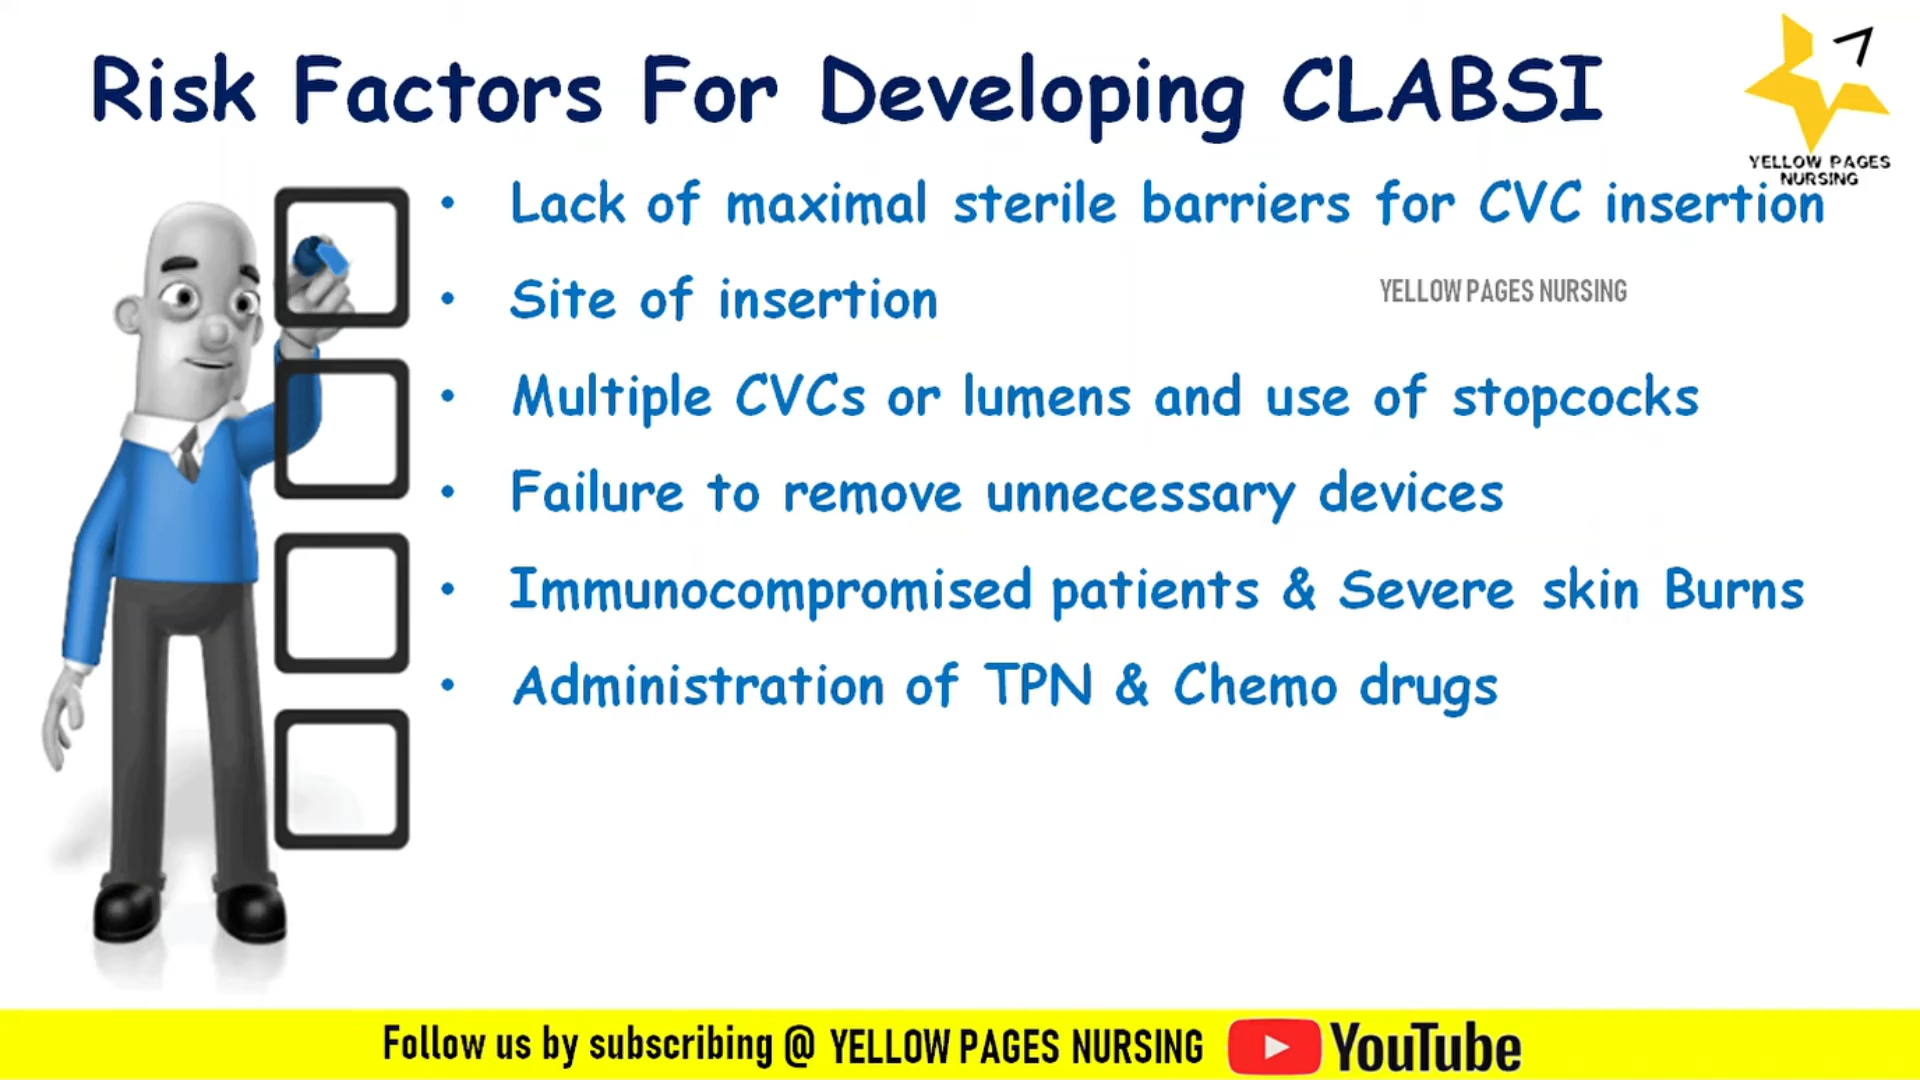 Risk Factors For Developing CLABSI
YELLOW PAGES
NURSING
• Lack of maximal sterile barriers for CVC insertion
• Site of insertion
YELLOW PAGES NURSING
• Multiple CVCs or lumens and use of stopcocks
• Failure to remove unnecessary devices
• Immunocompromised patients & Severe skin Burns
• Administration of TPN & Chemo drugs
Follow us by subscribing @ YELLOW PAGES NURSING YouTube